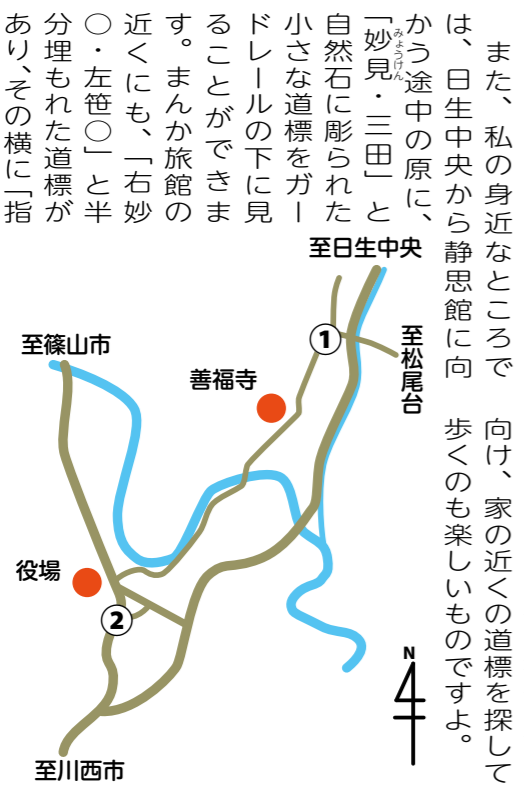 また、私の身近なところで
は、日生中央から静思館に向
かう途中の原に、
「妙見・三田」と
みょうけん
自然石に彫られた
小さな道標をガー
ドレールの下に見
ることができま
す。まんか旅館の
近くにも、「右妙
○・左笹○」と半
分埋もれた道標が
あり、その横に「指
向け、家の近くの道標を探して
歩くのも楽しいものですよ。
至日生中央
至松尾台
1
至篠山市
善福寺
役場
2
N
至川西市